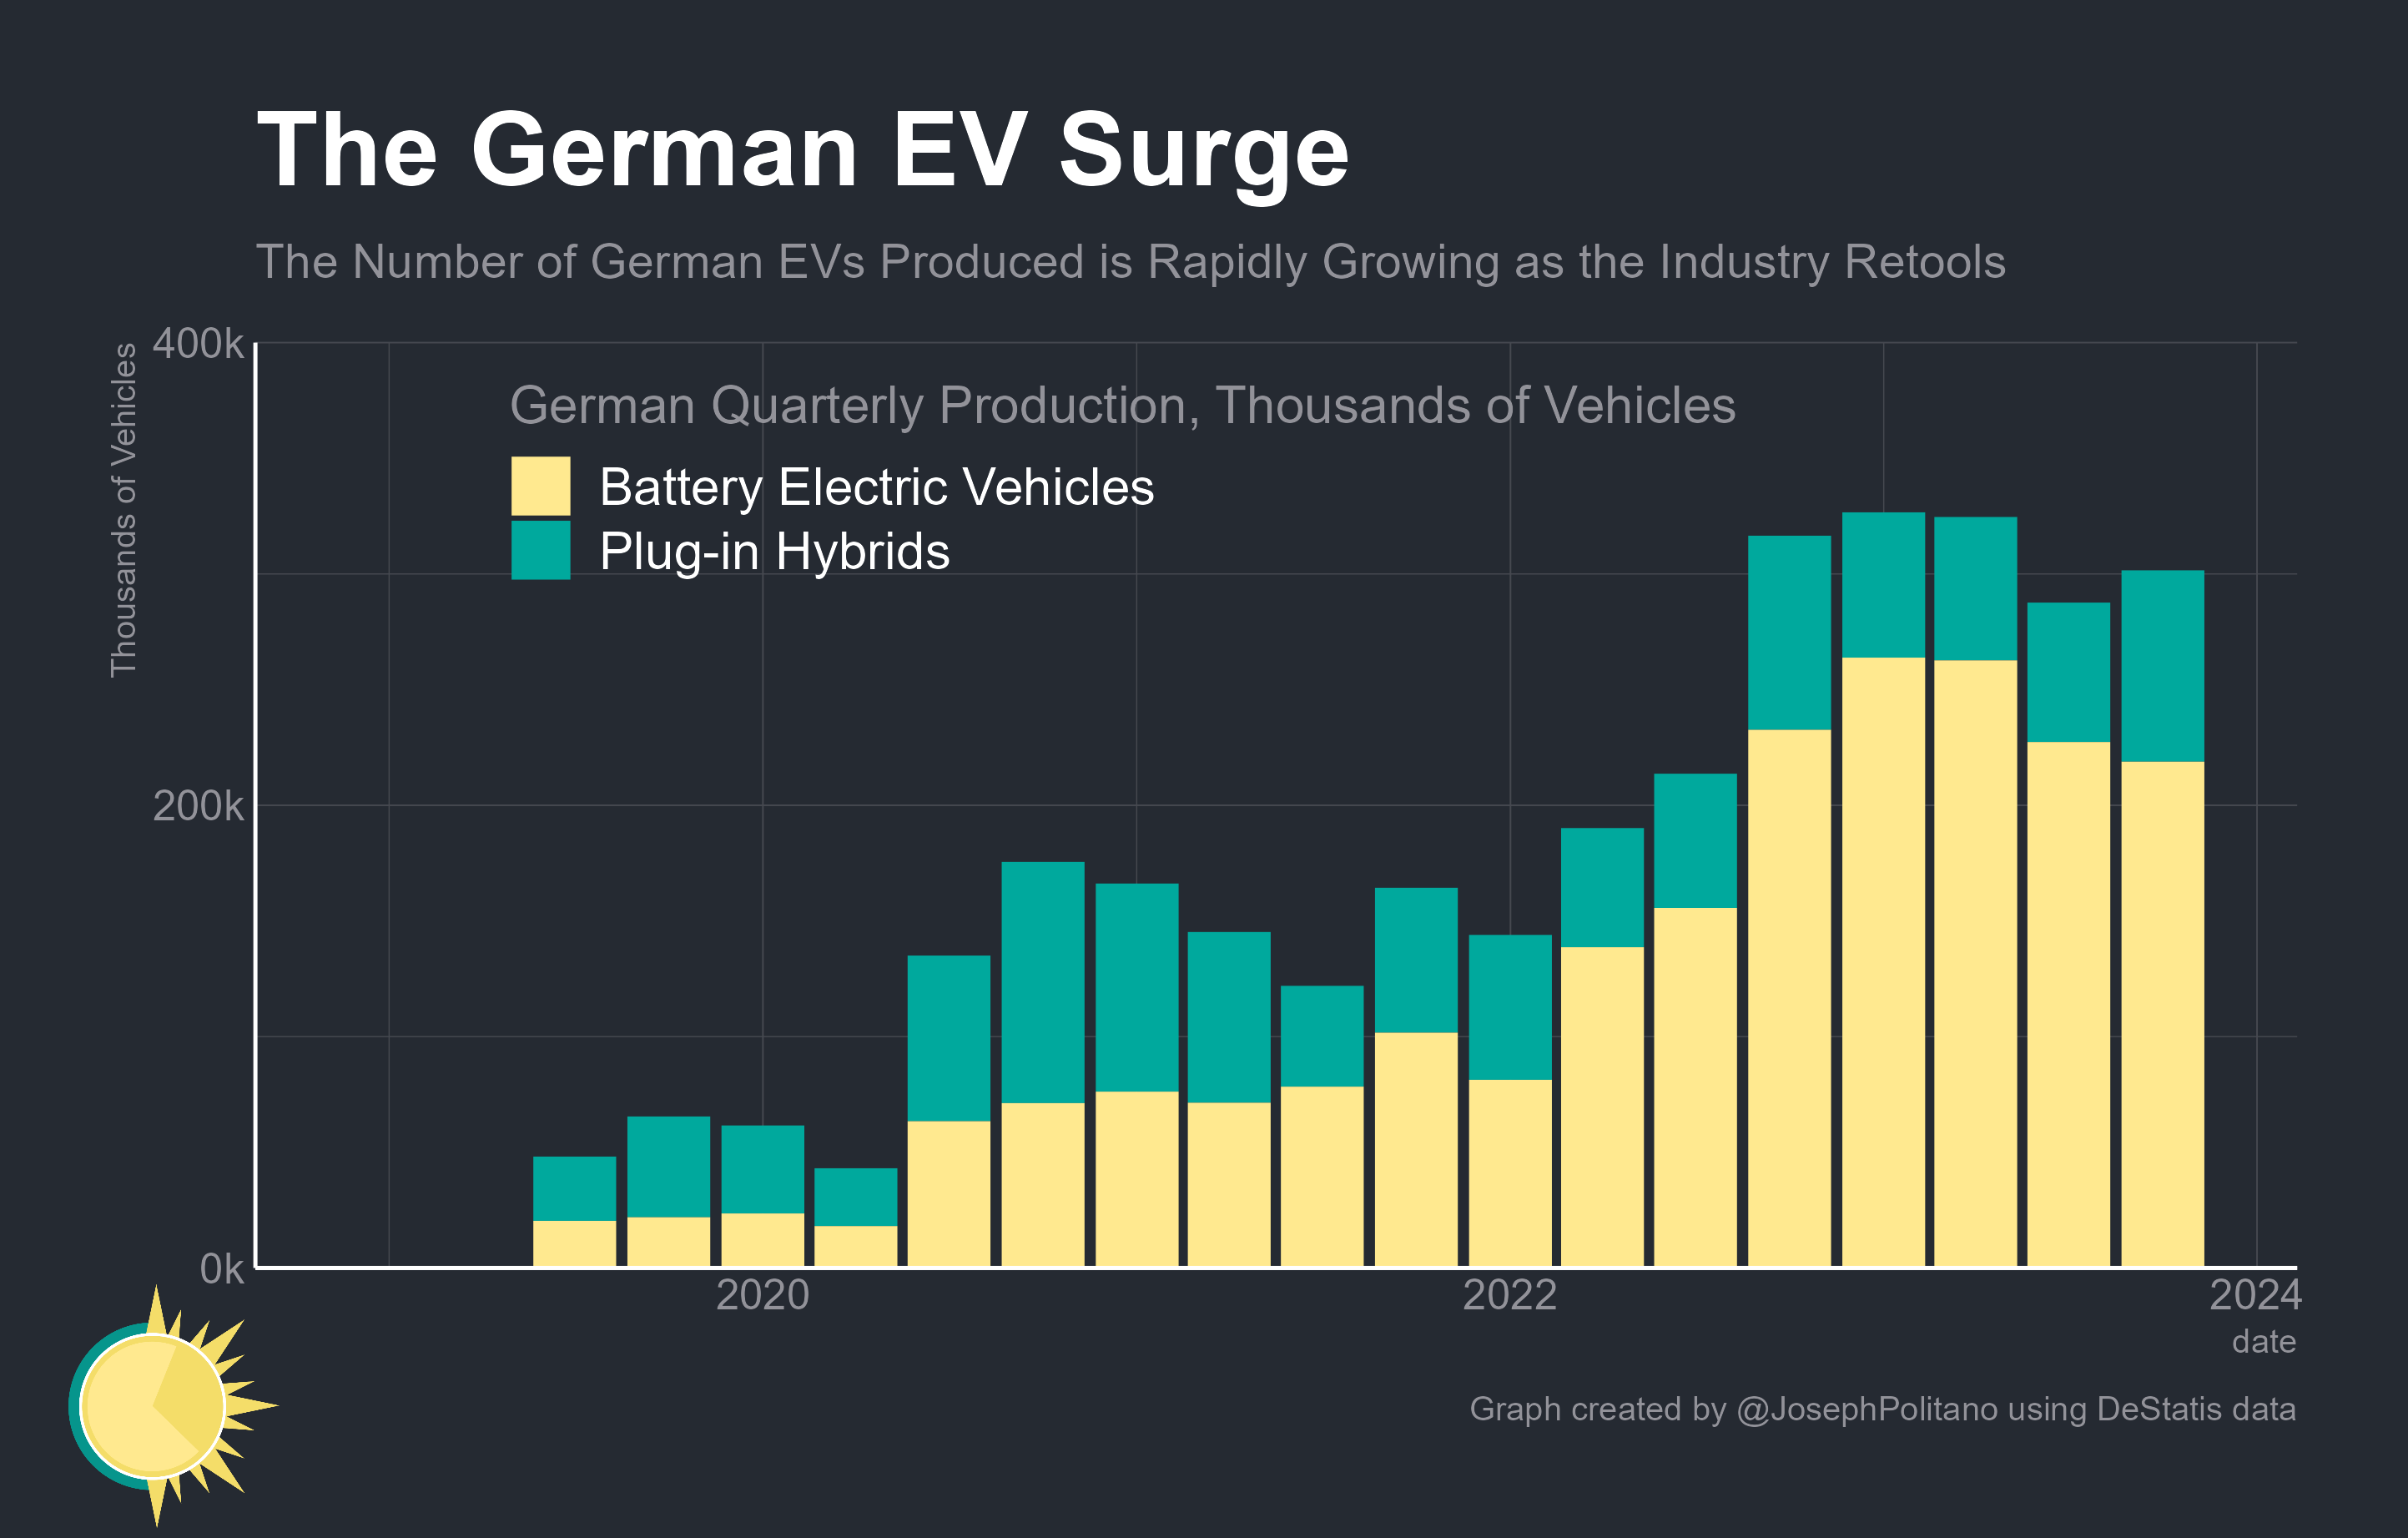 The German EV Surge
The Number of German EVs Produced is Rapidly Growing as the Industry Retools
Thousands of Vehicles
400k
200k
0k
German Quarterly Production, Thousands of Vehicles
Battery Electric Vehicles
Plug-in Hybrids
2020
2022
2024
date
Graph created by @JosephPolitano using DeStatis data